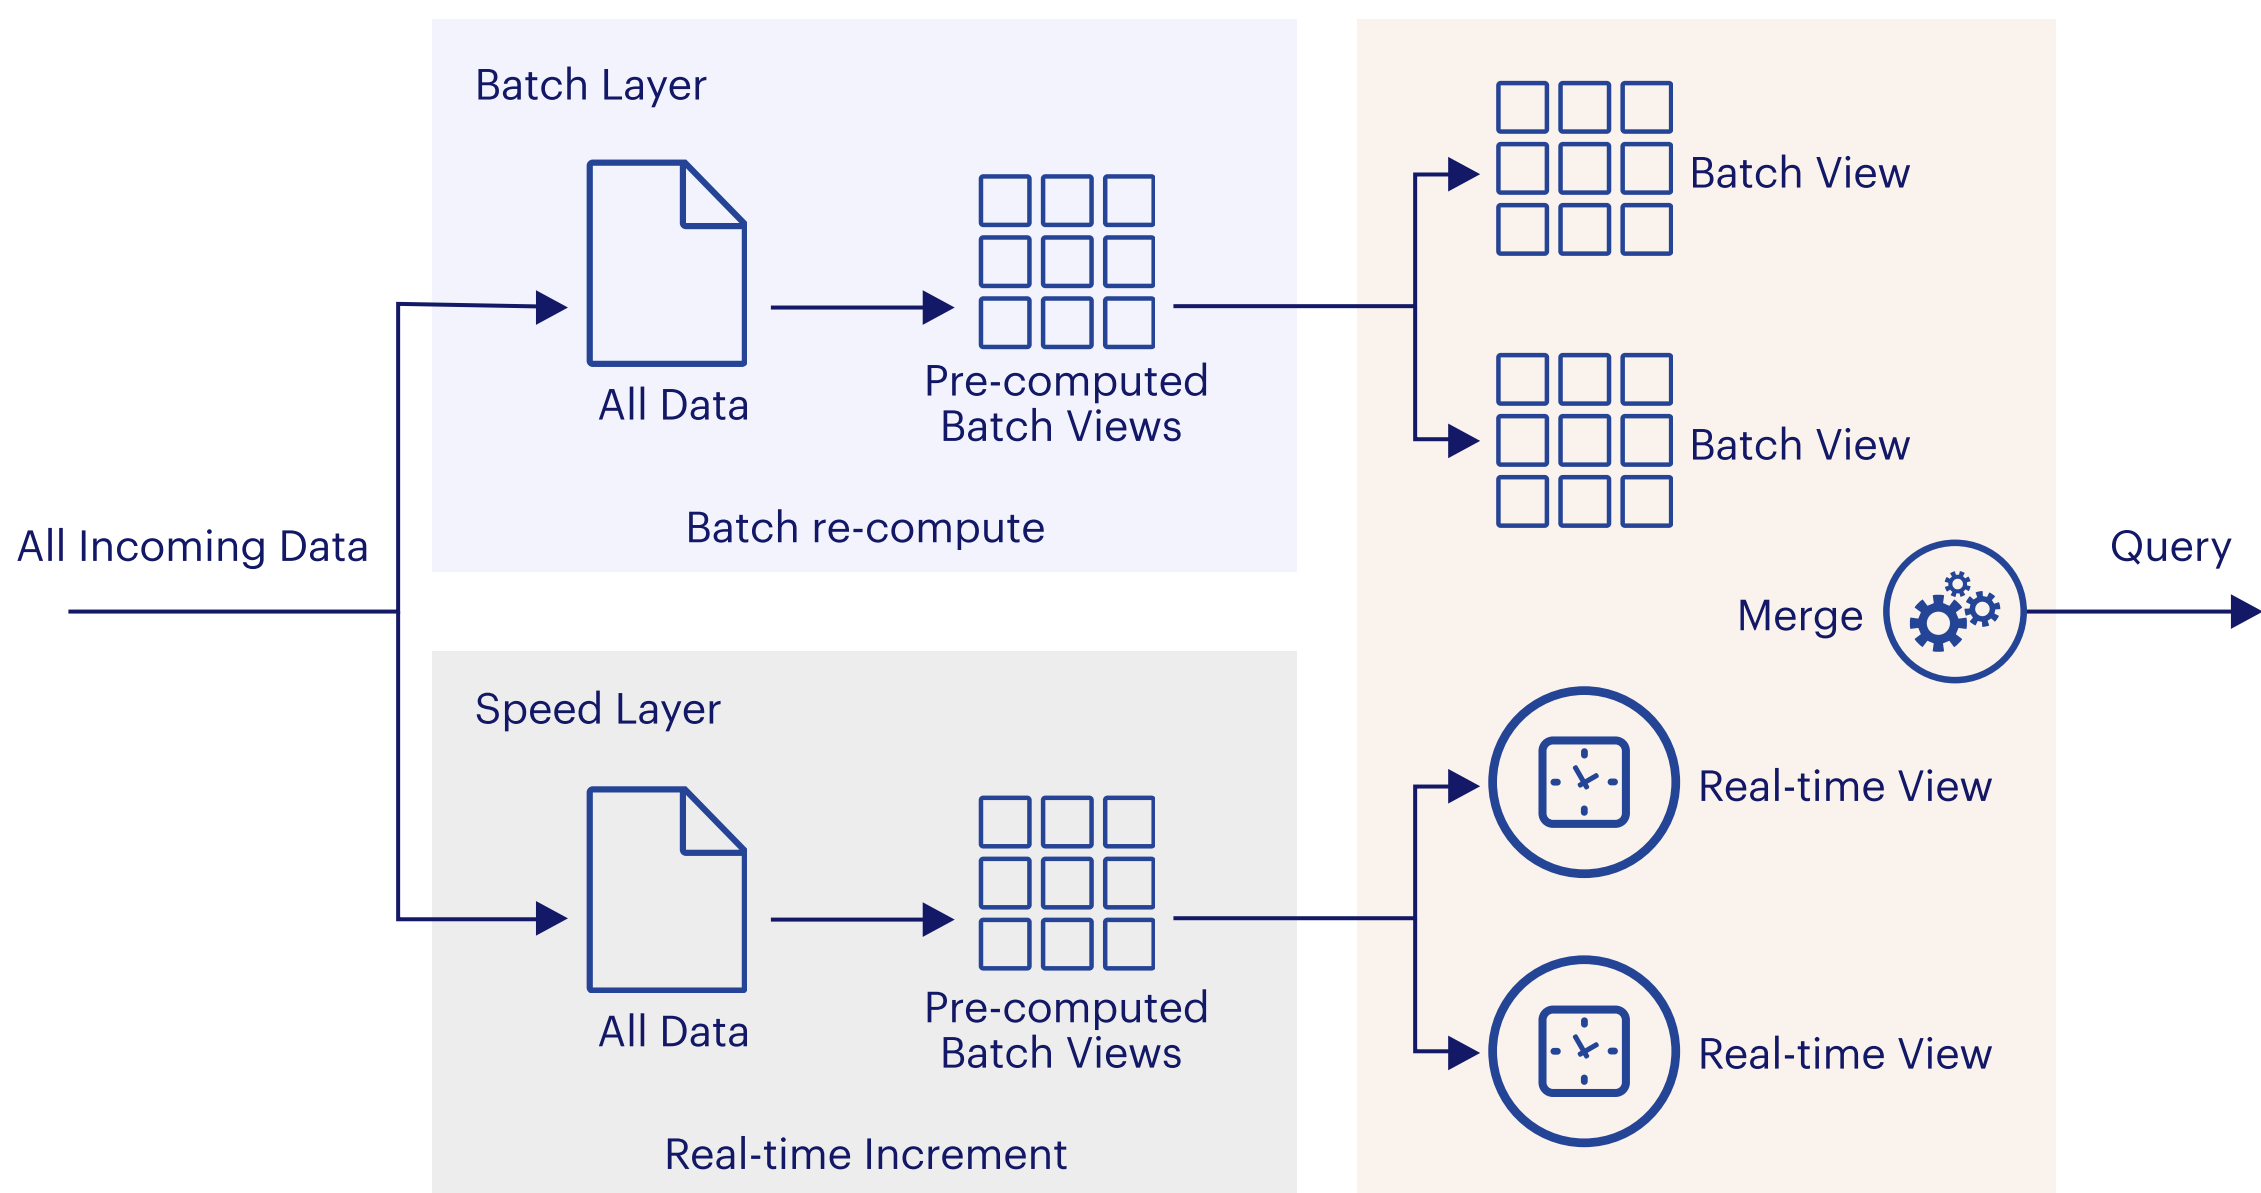 All Incoming Data
Batch Layer
All Data
Pre-computed
Batch Views
Batch re-compute
Speed Layer
All Data
Pre-computed
Batch Views
Real-time Increment
Batch View
Batch View
Merge
Real-time View
Real-time View
Query